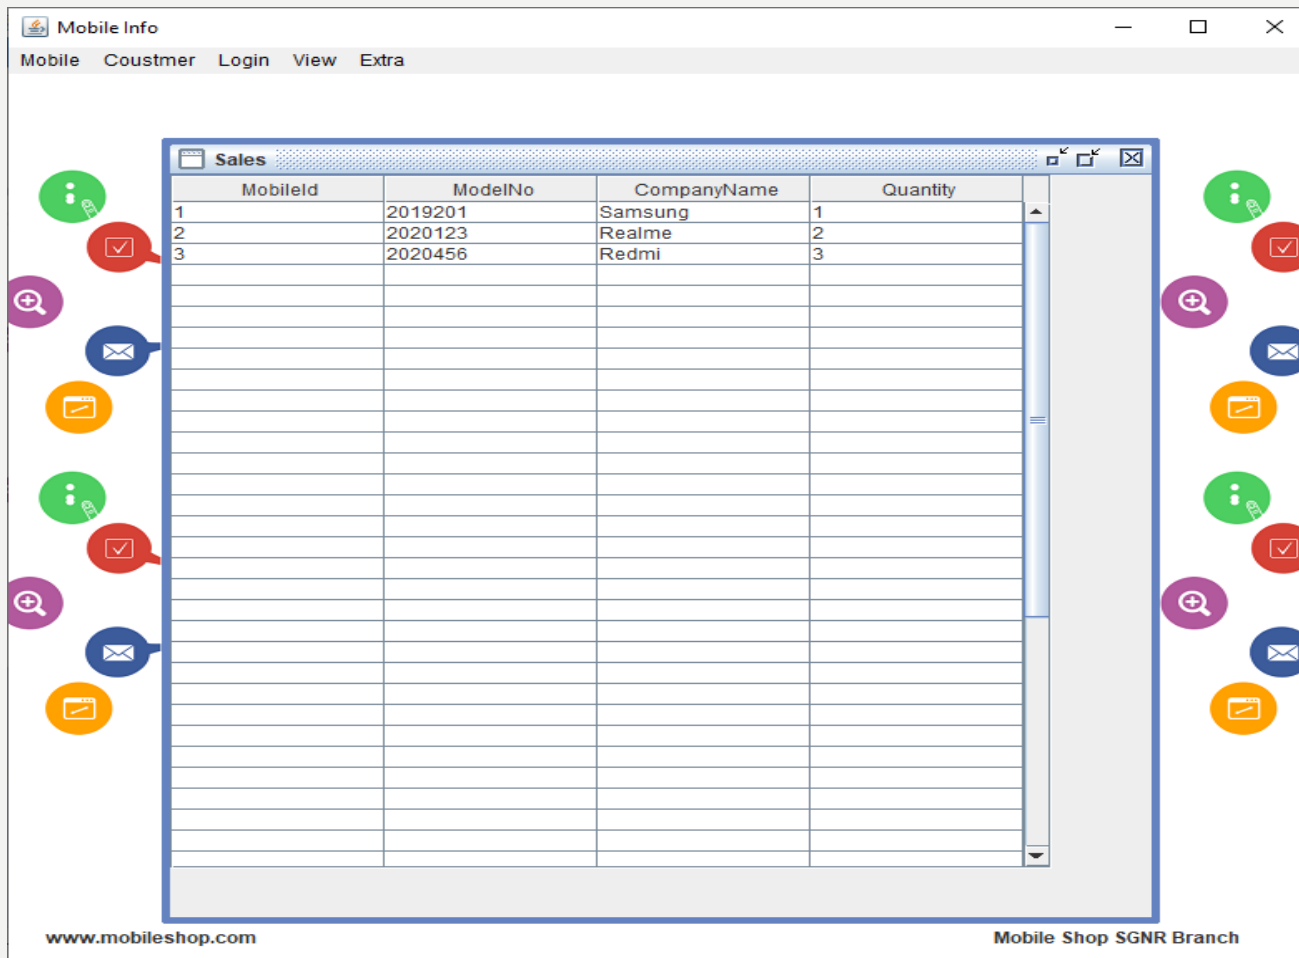 Mobile Info
Mobile Coustmer Login View Extra
Sales
MobileId ModelNo CompanyName Quantity
1 2019201 Samsung 1
2 2020123 Realme 2
3 2020456 Redmi 3
www.mobileshop.com Mobile Shop SGNR Branch